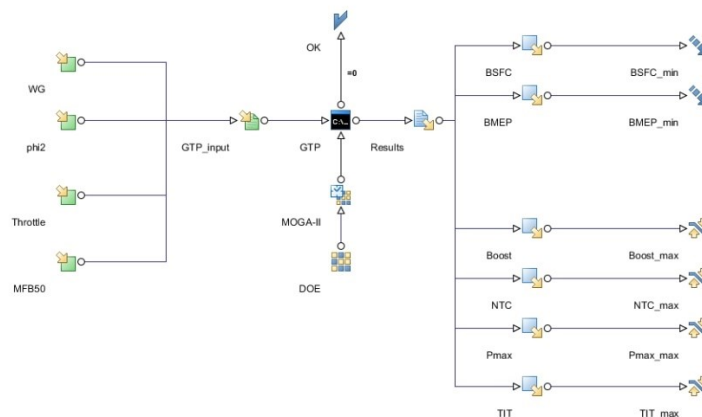 OK
=0
WG
phi2
Throttle
MFB50
GTP_input
C:\...
GTP
Results
MOGA-II
DOE
BSFC
BSFC_min
BMEP
BMEP_min
Boost
Boost_max
NTC
NTC_max
Pmax
Pmax_max
TIT
TIT_max